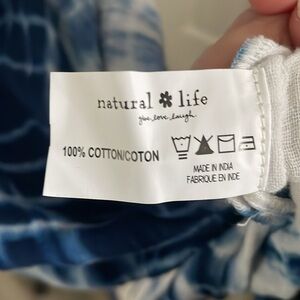 natural life
give. love. laugh.
100% COTTON/COTON
MADE IN INDIA
FABRIQUE EN INDE